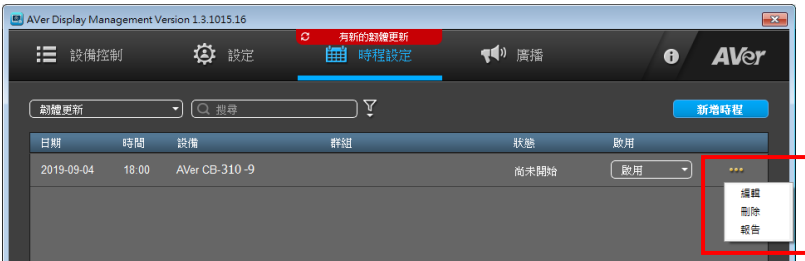 AVer Display Management Version 1.3.1015.16
有新的韌體更新
設備控制
設定
時程設定
廣播
AVer
韌體更新
搜尋
新增時程
日期 時間 設備 群組 狀態 啟用
2019-09-04 18:00 AVer CB-310 -9 尚未開始 啟用
編輯
刪除
報告